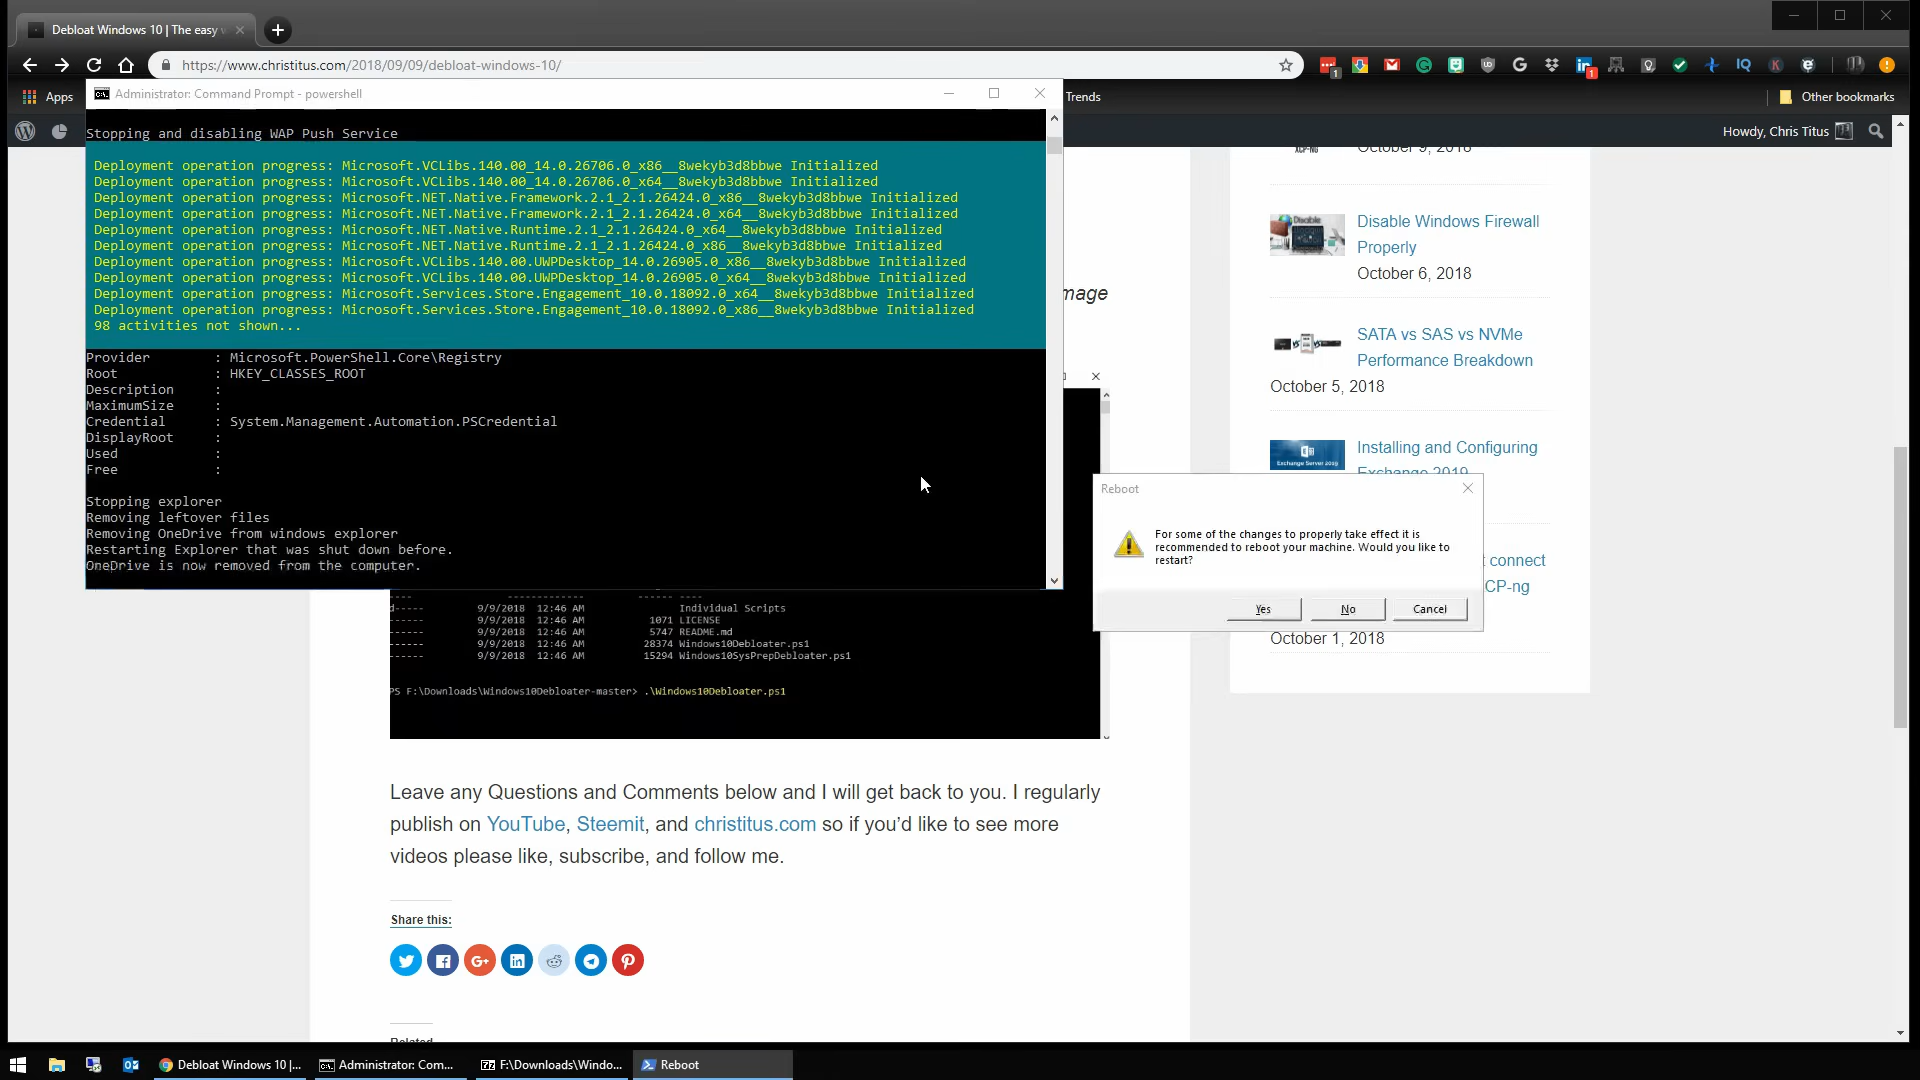 Debloat Windows 10 | The easy w
https://www.christitus.com/2018/09/09/debloat-windows-10/
1
1
Apps
Trends
Other bookmarks
Howdy, Chris Titus
Administrator: Command Prompt - powershell
Stopping and disabling WAP Push Service
Deployment operation progress: Microsoft.VCLibs.140.00_14.0.26706.0_x86__8wekyb3d8bbwe Initialized
Deployment operation progress: Microsoft.VCLibs.140.00_14.0.26706.0_x64__8wekyb3d8bbwe Initialized
Deployment operation progress: Microsoft.NET.Native.Framework.2.1_2.1.26424.0_x86__8wekyb3d8bbwe Initialized
Deployment operation progress: Microsoft.NET.Native.Framework.2.1_2.1.26424.0_x64__8wekyb3d8bbwe Initialized
Deployment operation progress: Microsoft.NET.Native.Runtime.2.1_2.1.26424.0_x64__8wekyb3d8bbwe Initialized
Deployment operation progress: Microsoft.NET.Native.Runtime.2.1_2.1.26424.0_x86__8wekyb3d8bbwe Initialized
Deployment operation progress: Microsoft.VCLibs.140.00.UWPDesktop_14.0.26905.0_x86__8wekyb3d8bbwe Initialized
Deployment operation progress: Microsoft.VCLibs.140.00.UWPDesktop_14.0.26905.0_x64__8wekyb3d8bbwe Initialized
Deployment operation progress: Microsoft.Services.Store.Engagement_10.0.18092.0_x64__8wekyb3d8bbwe Initialized
Deployment operation progress: Microsoft.Services.Store.Engagement_10.0.18092.0_x86__8wekyb3d8bbwe Initialized
98 activities not shown...
Provider : Microsoft.PowerShell.Core\Registry
Root : HKEY_CLASSES_ROOT
Description :
MaximumSize :
Credential : System.Management.Automation.PSCredential
DisplayRoot :
Used :
Free :
Stopping explorer
Removing leftover files
Removing OneDrive from windows explorer
Restarting Explorer that was shut down before.
OneDrive is now removed from the computer.
mage
October 9, 2018
Disable Windows Firewall
Properly
October 6, 2018
SATA vs SAS vs NVMe
Performance Breakdown
October 5, 2018
Exchange Server 2019
Installing and Configuring
Exchange 2019
t connect
CP-ng
October 1, 2018
Reboot
For some of the changes to properly take effect it is
recommended to reboot your machine. Would you like to
restart?
Yes
No
Cancel
d----- 9/9/2018 12:46 AM Individual Scripts
------ 9/9/2018 12:46 AM 1071 LICENSE
------ 9/9/2018 12:46 AM 5747 README.md
------ 9/9/2018 12:46 AM 28374 Windows10Debloater.ps1
------ 9/9/2018 12:46 AM 15294 Windows10SysPrepDebloater.ps1
PS F:\Downloads\Windows10Debloater-master> .\Windows10Debloater.ps1
Leave any Questions and Comments below and I will get back to you. I regularly
publish on YouTube, Steemit, and christitus.com so if you’d like to see more
videos please like, subscribe, and follow me.
Share this:
Related
Debloat Windows 10 |...
Administrator: Com...
F:\Downloads\Windo...
Reboot